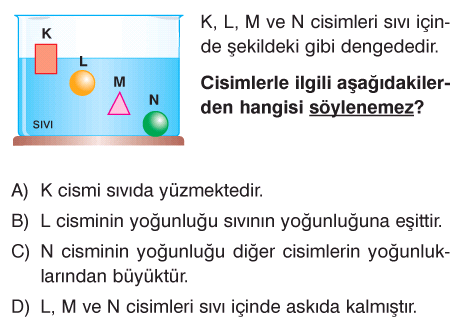 K, L, M ve N cisimleri sıvı için-
de şekildeki gibi dengededir.
Cisimlerle ilgili aşağıdakiler-
den hangisi söylenemez?
K
L
M
N
SIVI
A) K cismi sıvıda yüzmektedir.
B) L cisminin yoğunluğu sıvının yoğunluğuna eşittir.
C) N cisminin yoğunluğu diğer cisimlerin yoğunluk-
larından büyüktür.
D) L, M ve N cisimleri sıvı içinde askıda kalmıştır.